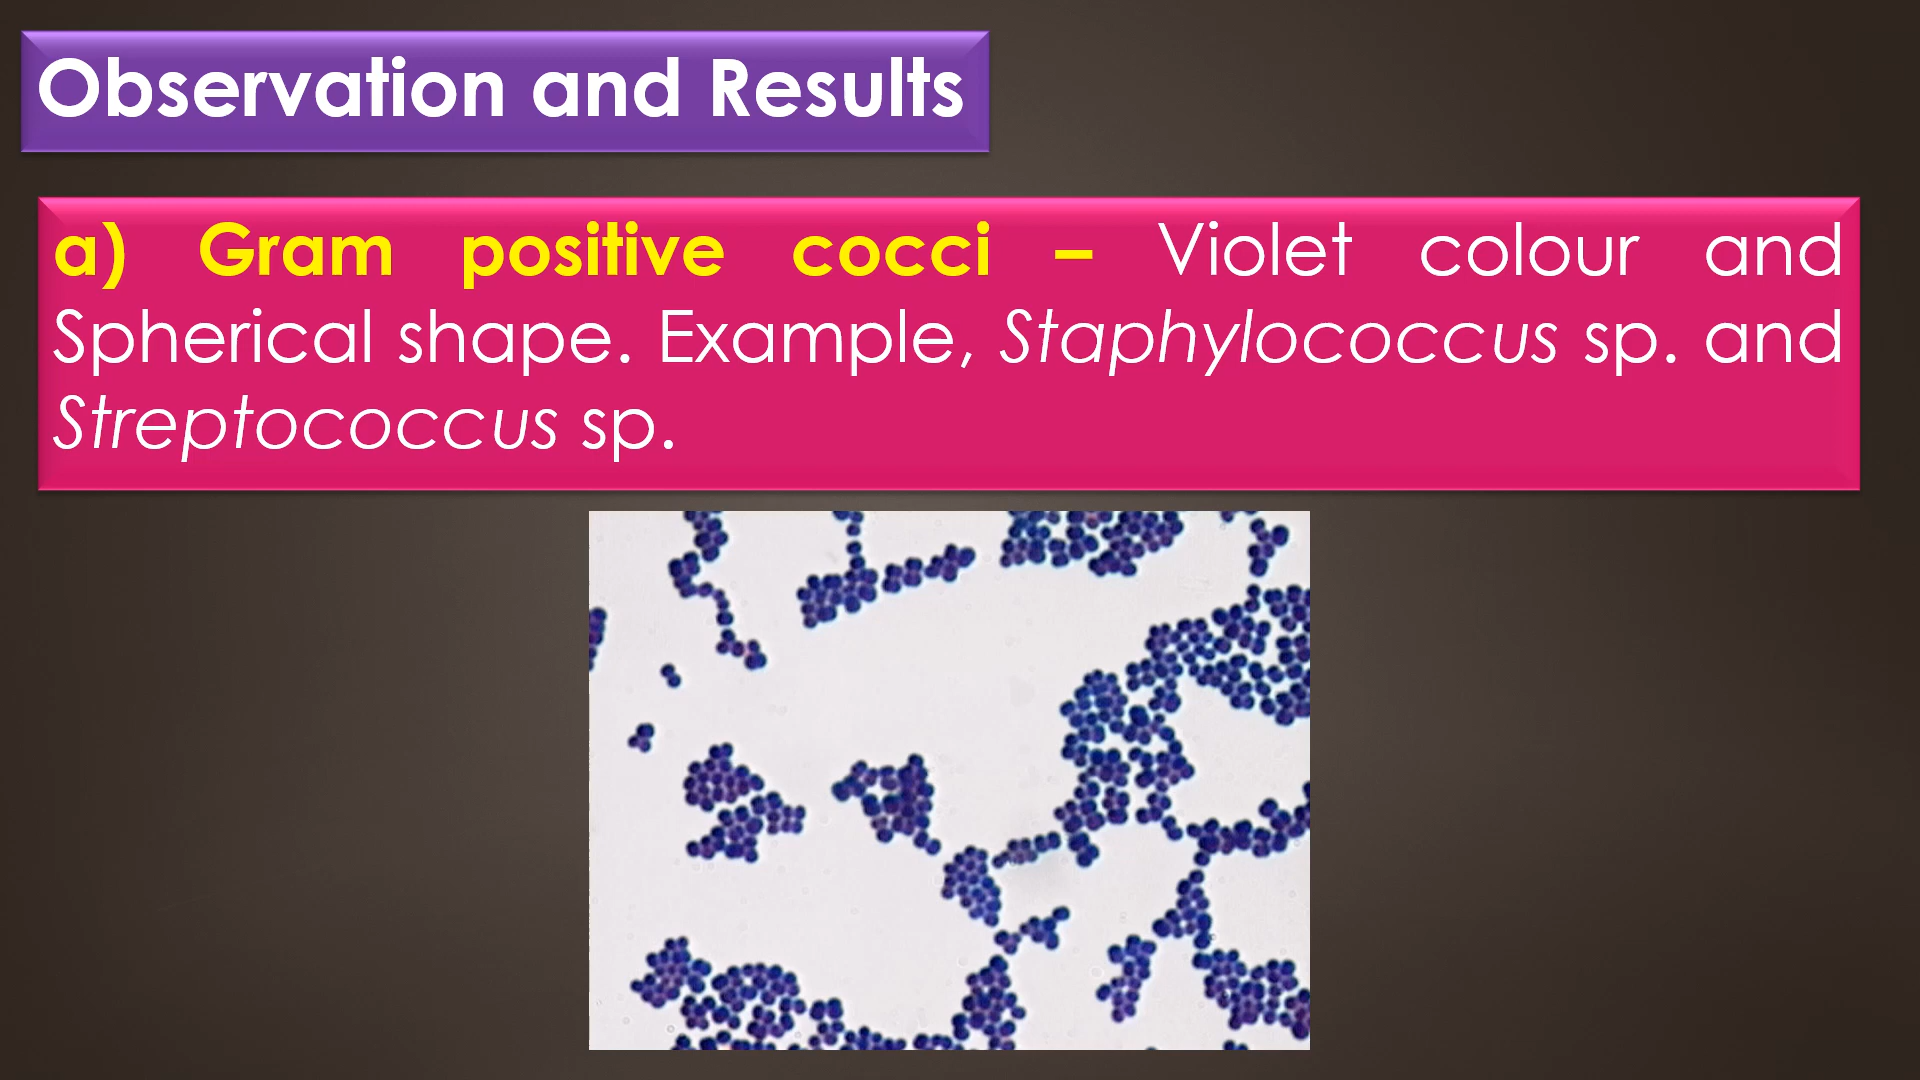 Observation and Results
a) Gram positive cocci – Violet colour and
Spherical shape. Example, Staphylococcus sp. and
Streptococcus sp.